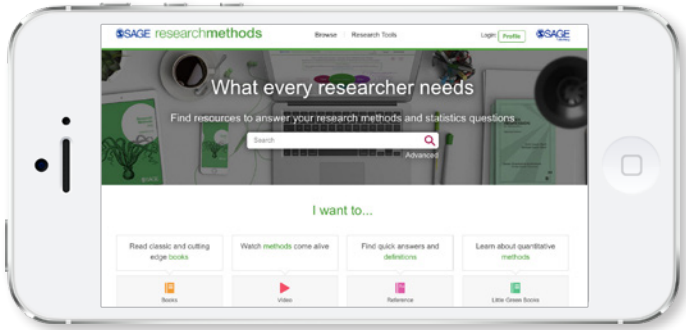 SAGE researchmethods
Browse
Research Tools
Login
Profile
SAGE
What every researcher needs
Find resources to answer your research methods and statistics questions
Search
Advanced
I want to...
Read classic and cutting
edge books
Watch methods come alive
Find quick answers and
definitions
Learn about quantitative
methods
Books
Video
Reference
Little Green Books